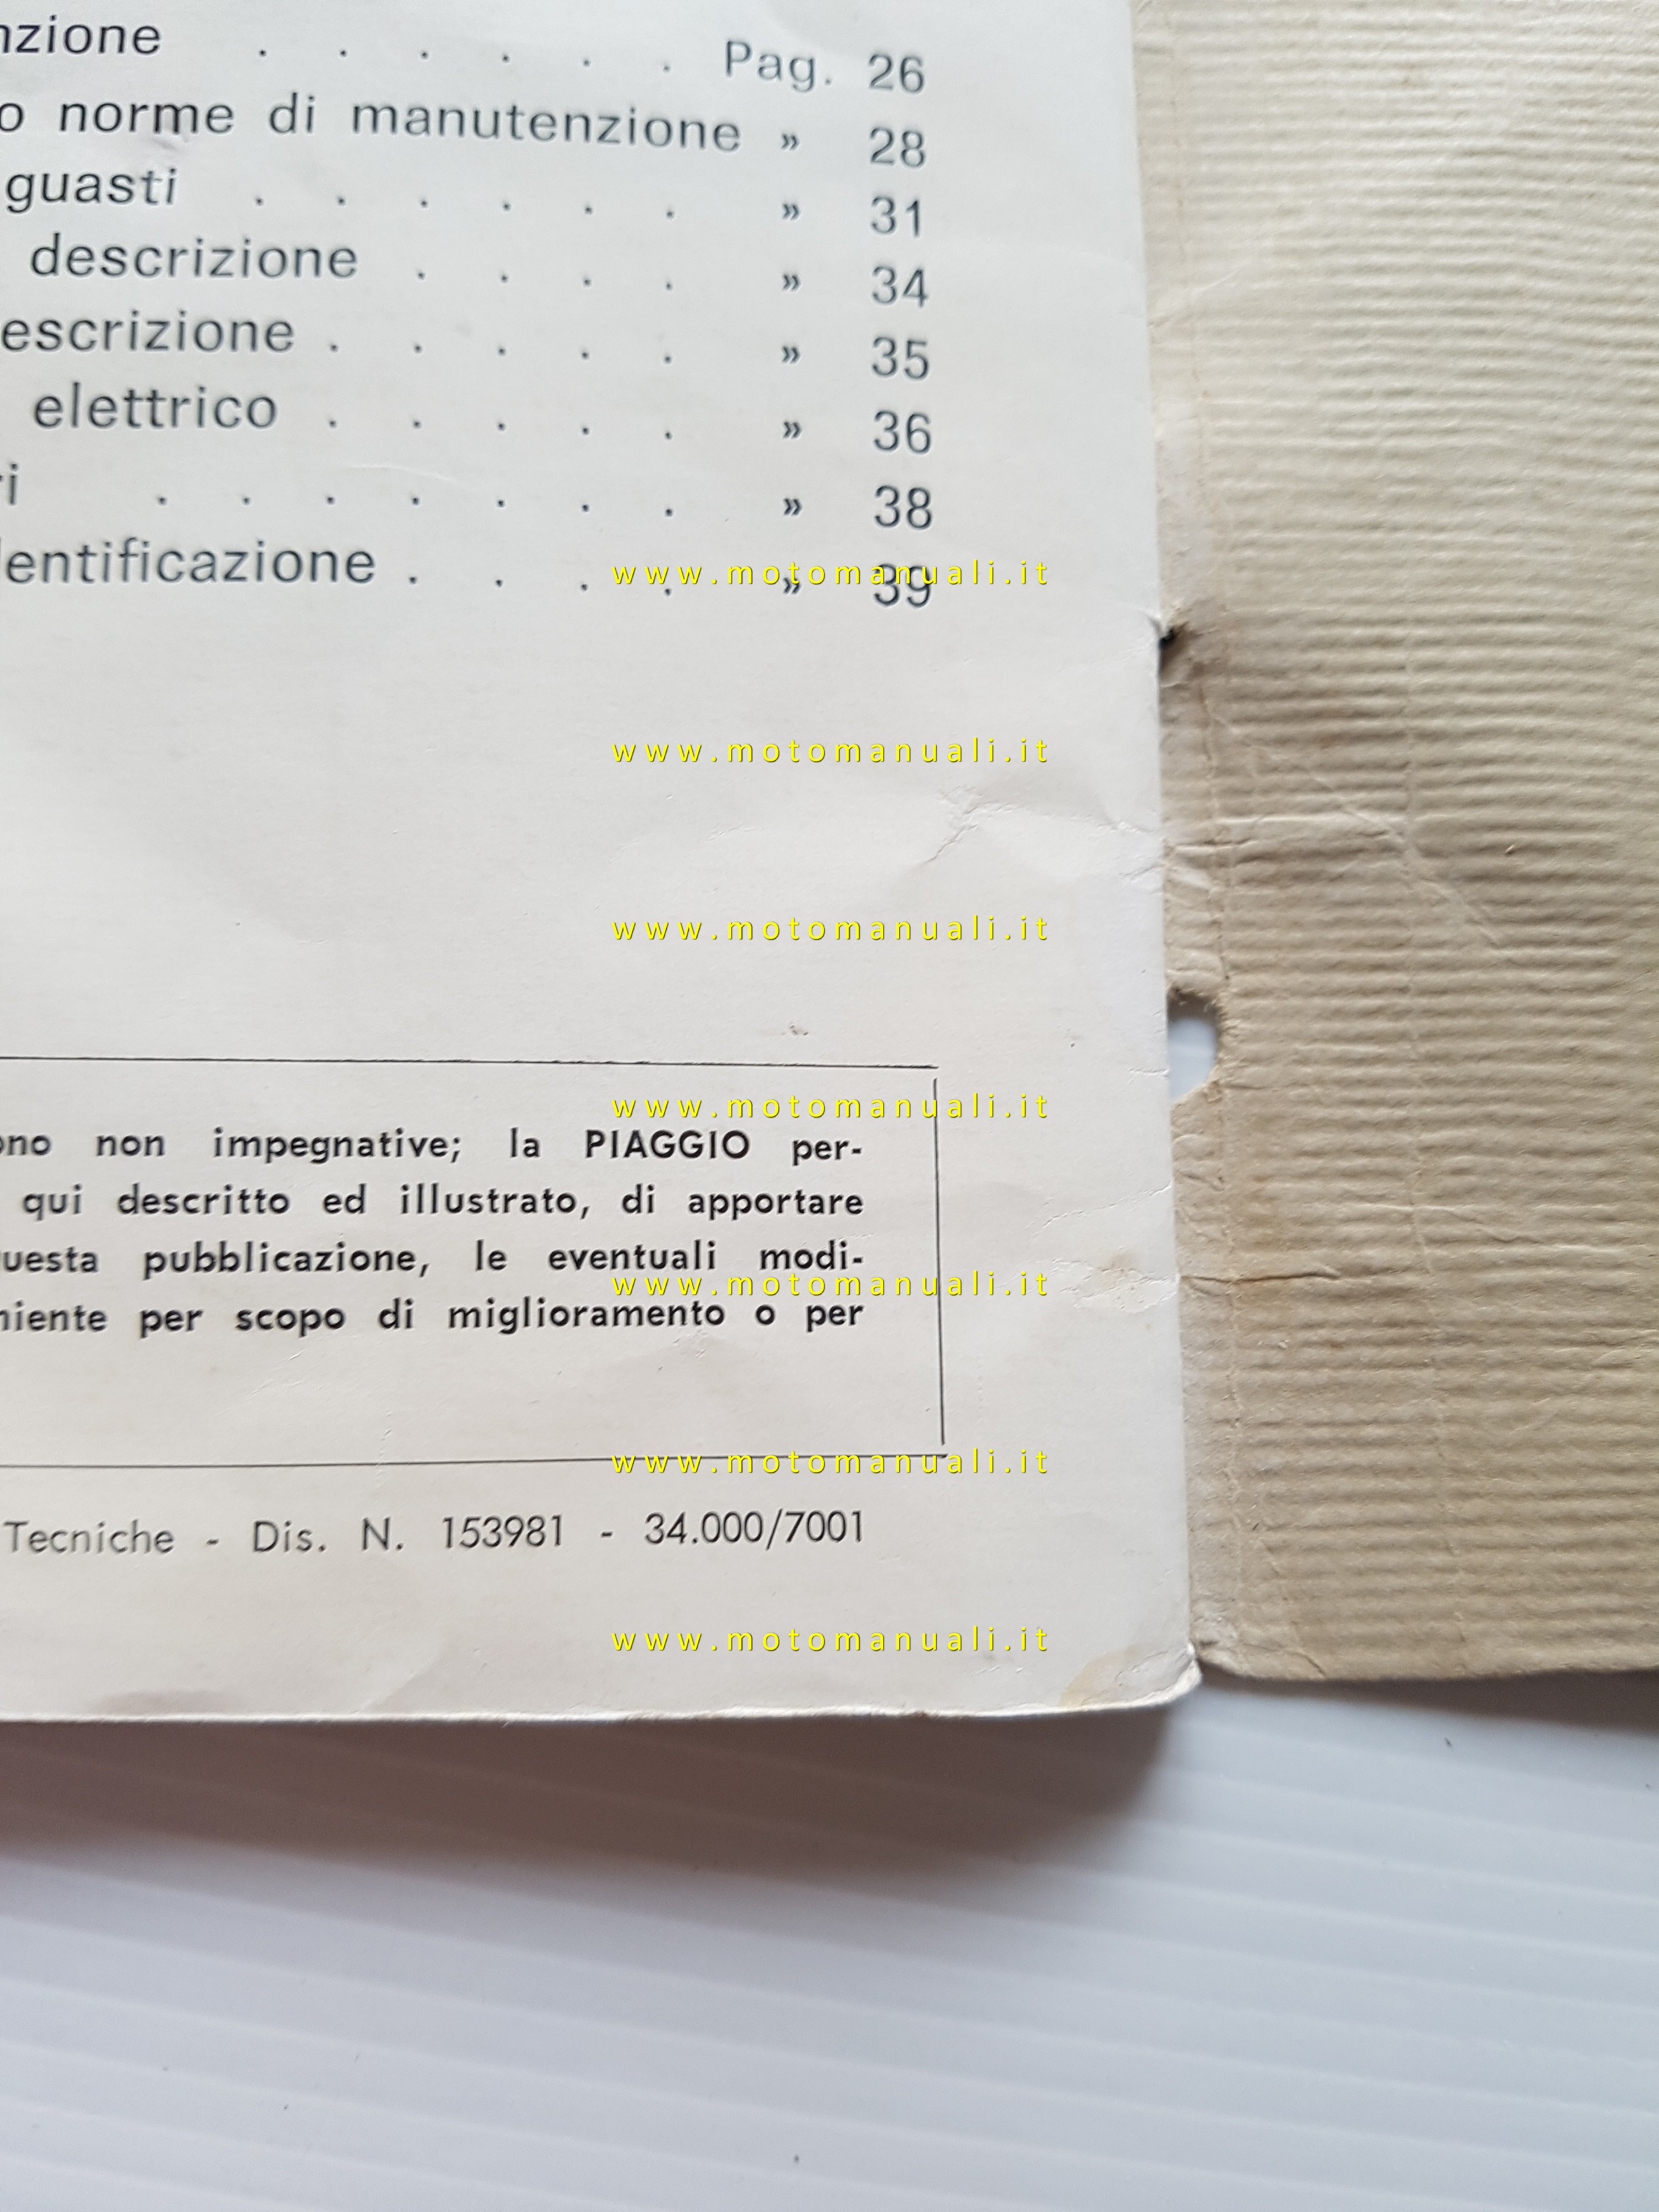 nzione . . . . . . Pag. 26
o norme di manutenzione » 28
guasti . . . . . . » 31
descrizione . . . . » 34
escrizione . . . . . » 35
elettrico . . . . . » 36
ri . . . . . . . » 38
dentificazione . . . . » 39
www.motomanuali.it
www.motomanuali.it
www.motomanuali.it
ono non impegnative; la PIAGGIO per-
www.motomanuali.it
qui descritto ed illustrato, di apportare
uesta pubblicazione, le eventuali modi-
www.motomanuali.it
niente per scopo di miglioramento o per
www.motomanuali.it
Tecniche - Dis. N. 153981 - 34.000/7001
www.motomanuali.it